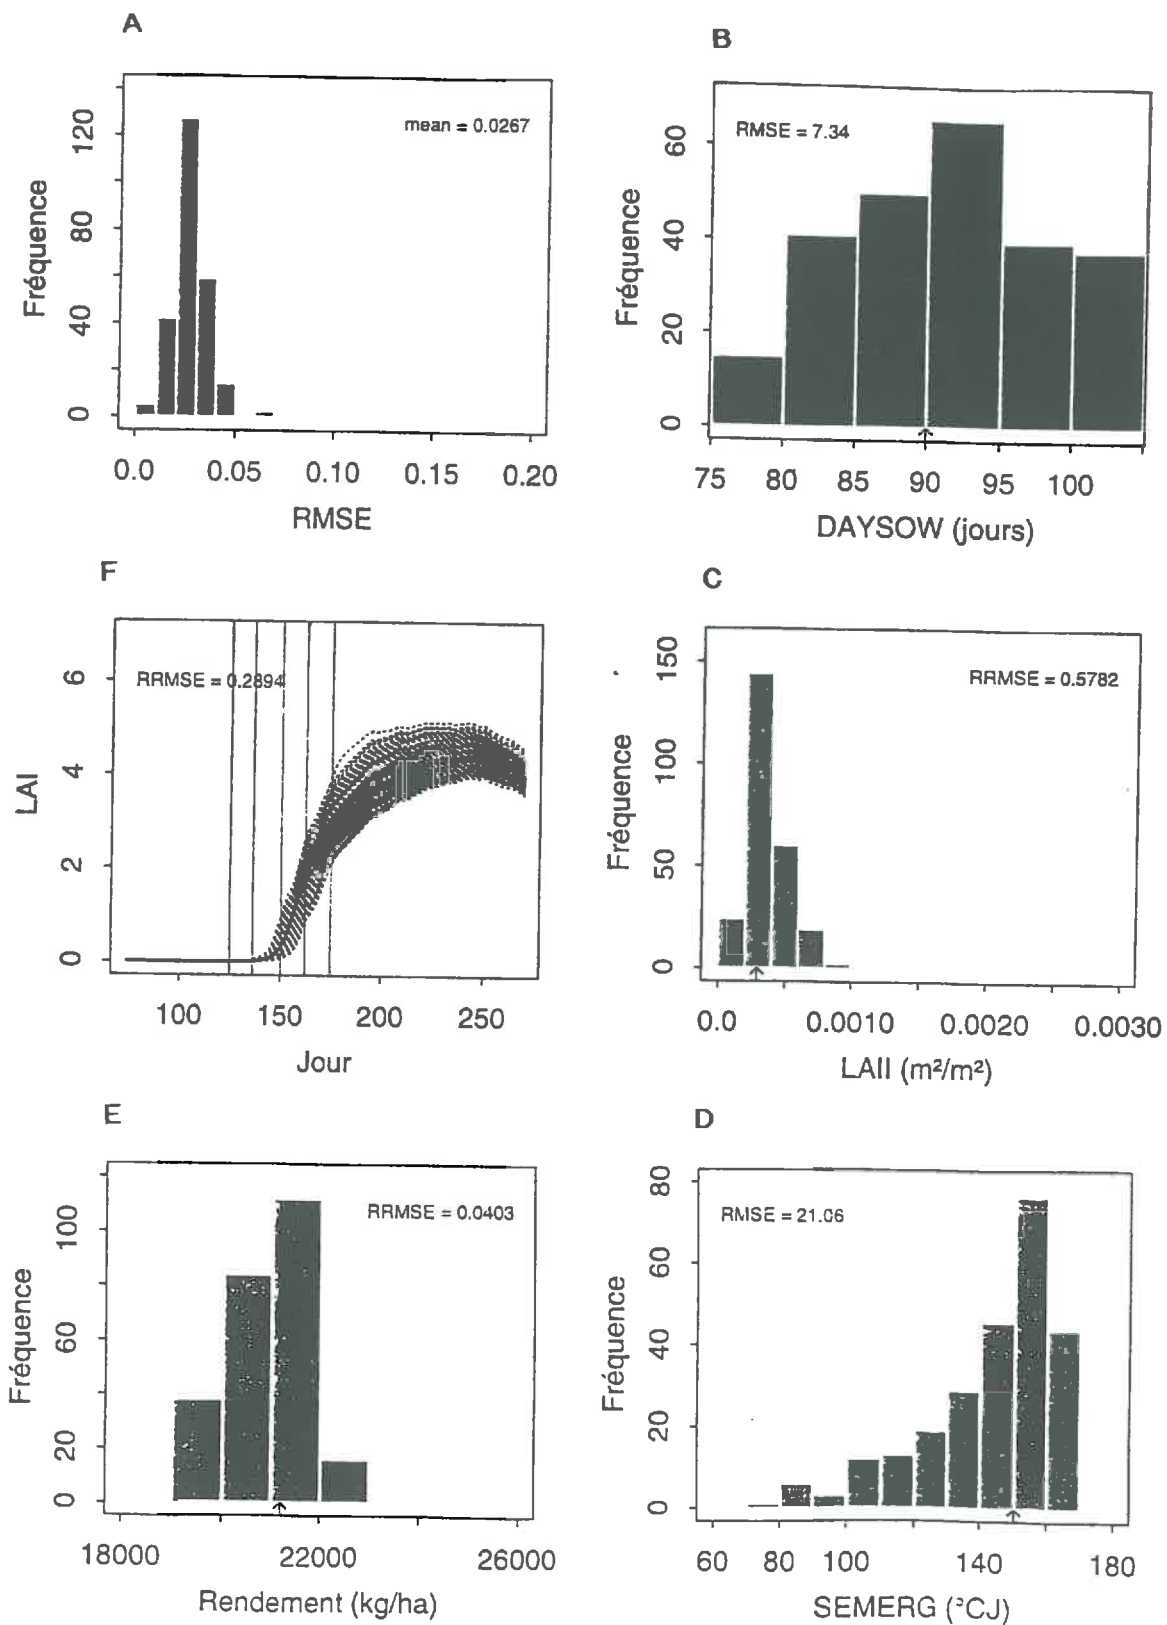 A
mean = 0.0267
Fréquence
0 40 80 120
0.0 0.05 0.10 0.15 0.20
RMSE
B
RMSE = 7.34
Fréquence
0 20 40 60
75 80 85 90 95 100
DAYSOW (jours)
F
RRMSE = 0.2894
LAI
0 2 4 6
100 150 200 250
Jour
C
RRMSE = 0.5782
Fréquence
0 50 100 150
0.0 0.0010 0.0020 0.0030
LAII (m²/m²)
E
RRMSE = 0.0403
Fréquence
0 20 60 100
18000 22000 26000
Rendement (kg/ha)
D
RMSE = 21.06
Fréquence
0 20 40 60 80
60 80 100 140 180
SEMERG (°CJ)